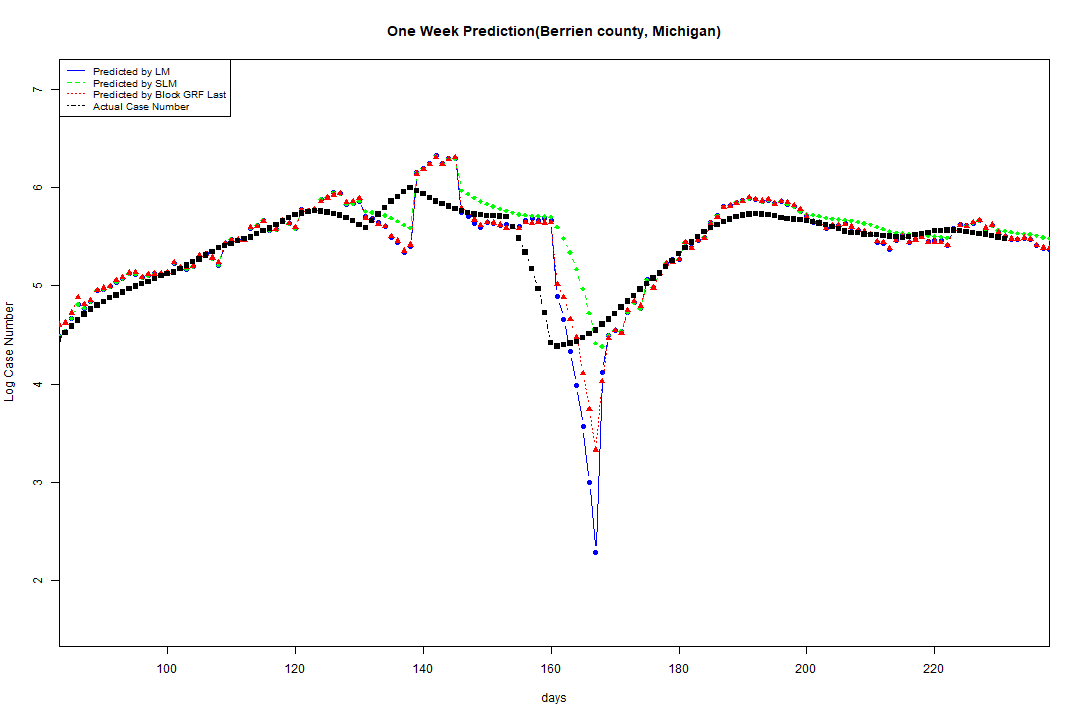 One Week Prediction(Berrien county, Michigan)
Predicted by LM
Predicted by SLM
Predicted by Block GRF Last
Actual Case Number
7
6
5
4
3
2
Log Case Number
100 120 140 160 180 200 220
days